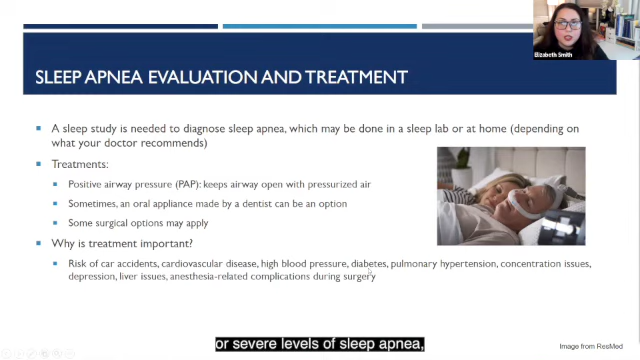 Elizabeth Smith
SLEEP APNEA EVALUATION AND TREATMENT
A sleep study is needed to diagnose sleep apnea, which may be done in a sleep lab or at home (depending on
what your doctor recommends)
Treatments:
Positive airway pressure (PAP): keeps airway open with pressurized air
Sometimes, an oral appliance made by a dentist can be an option
Some surgical options may apply
Why is treatment important?
Risk of car accidents, cardiovascular disease, high blood pressure, diabetes, pulmonary hypertension, concentration issues,
depression, liver issues, anesthesia-related complications during surgery
or severe levels of sleep apnea,
Image from ResMed